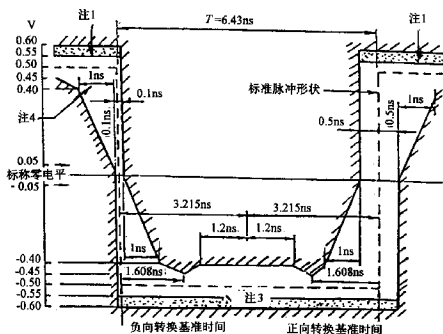 注1
T=6.43ns
注1
V
0.60
0.55
0.50
0.45
0.40
1ns
0.1ns
标准脉冲形状
1ns
注4
0.1ns
0.5ns
0.5ns
0.05
标称零电平
-0.05
3.215ns
3.215ns
1.2ns
1.2ns
1ns
1ns
-0.40
-0.45
-0.50
-0.55
-0.60
1.608ns
1.608ns
注3
负向转换基准时间
正向转换基准时间